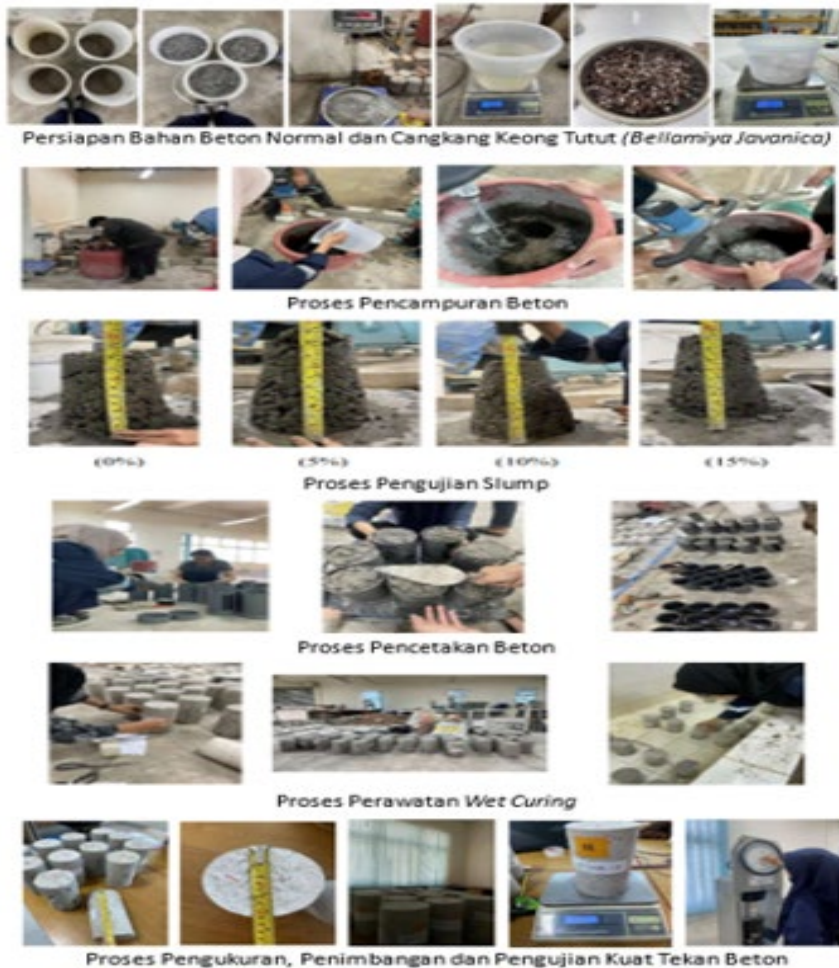 Persiapan Bahan Beton Normal dan Cangkang Keong Tutut (Bellamiya Javanica)
Proses Pencampuran Beton
(0%) (5%) (10%) (15%)
Proses Pengujian Slump
Proses Pencetakan Beton
Proses Perawatan Wet Curing
Proses Pengukuran, Penimbangan dan Pengujian Kuat Tekan Beton